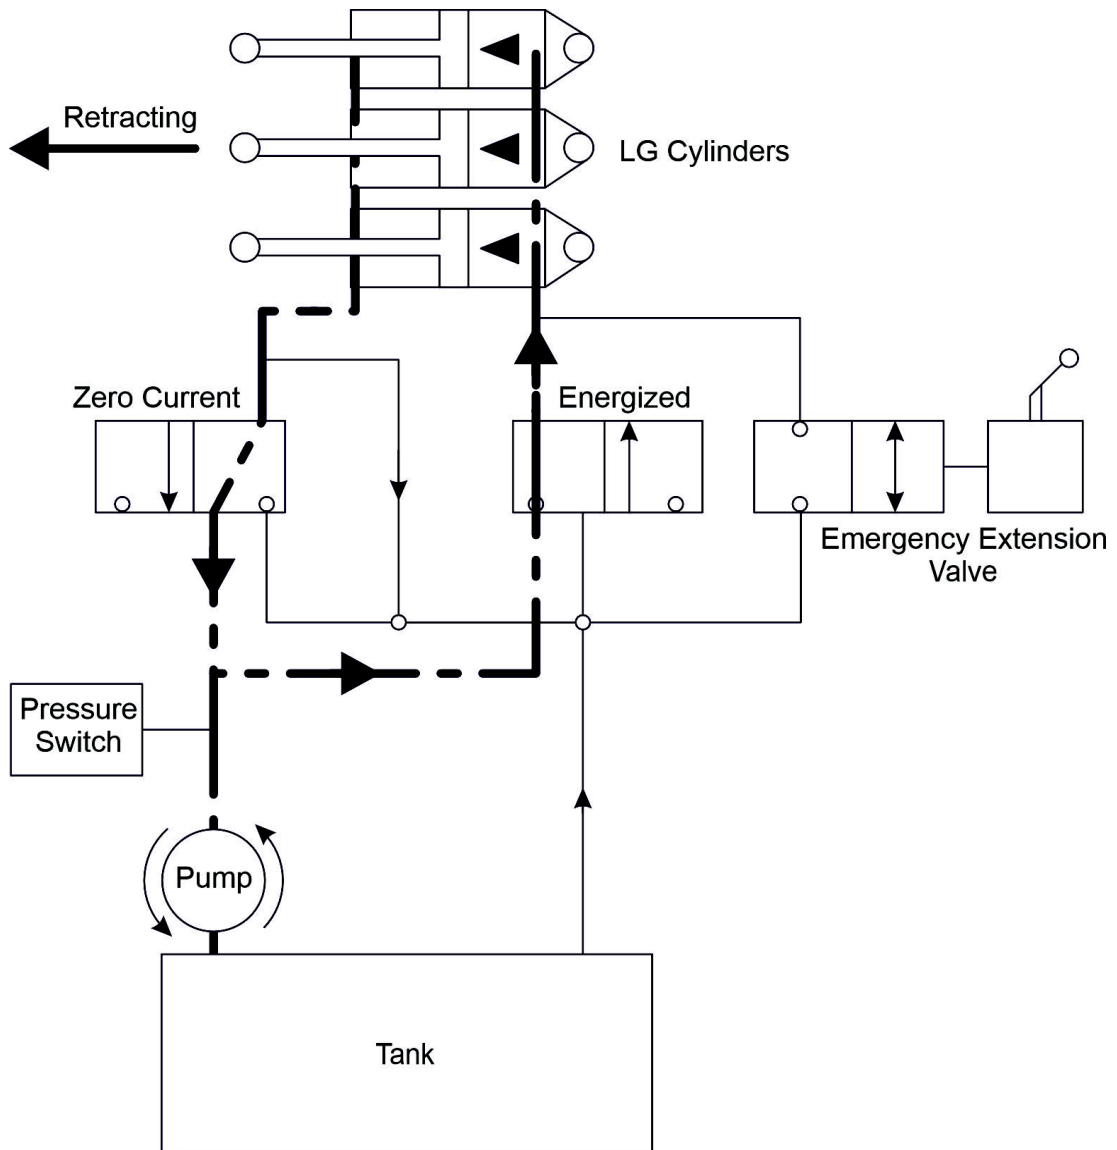 Retracting
LG Cylinders
Zero Current
Energized
Emergency Extension
Valve
Pressure
Switch
Pump
Tank